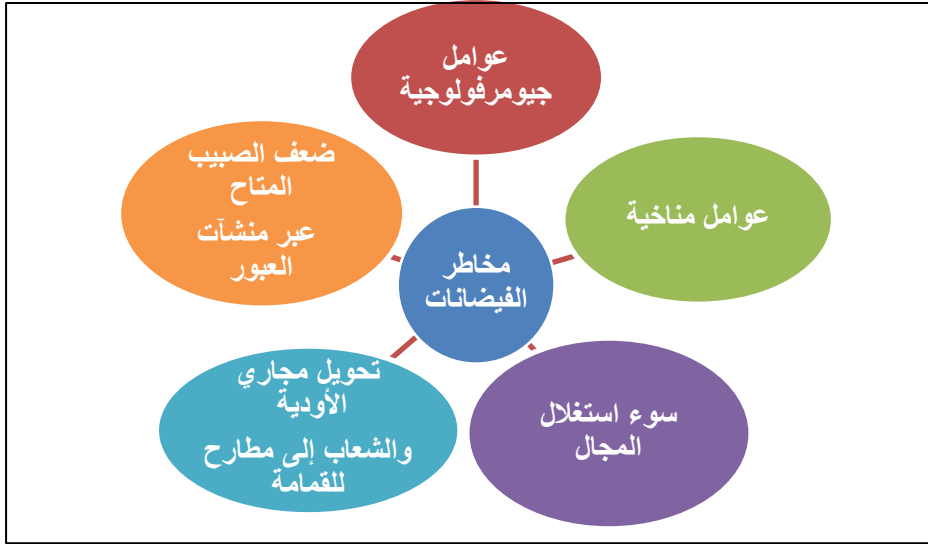 عوامل
جيومرفولوجية
ضعف الصبيب
المتاح
عبر منشآت
العبور
عوامل مناخية
مخاطر
الفيضانات
تحويل مجاري
الأودية
والشعاب إلى مطارح
للقمامة
سوء استغلال
المجال